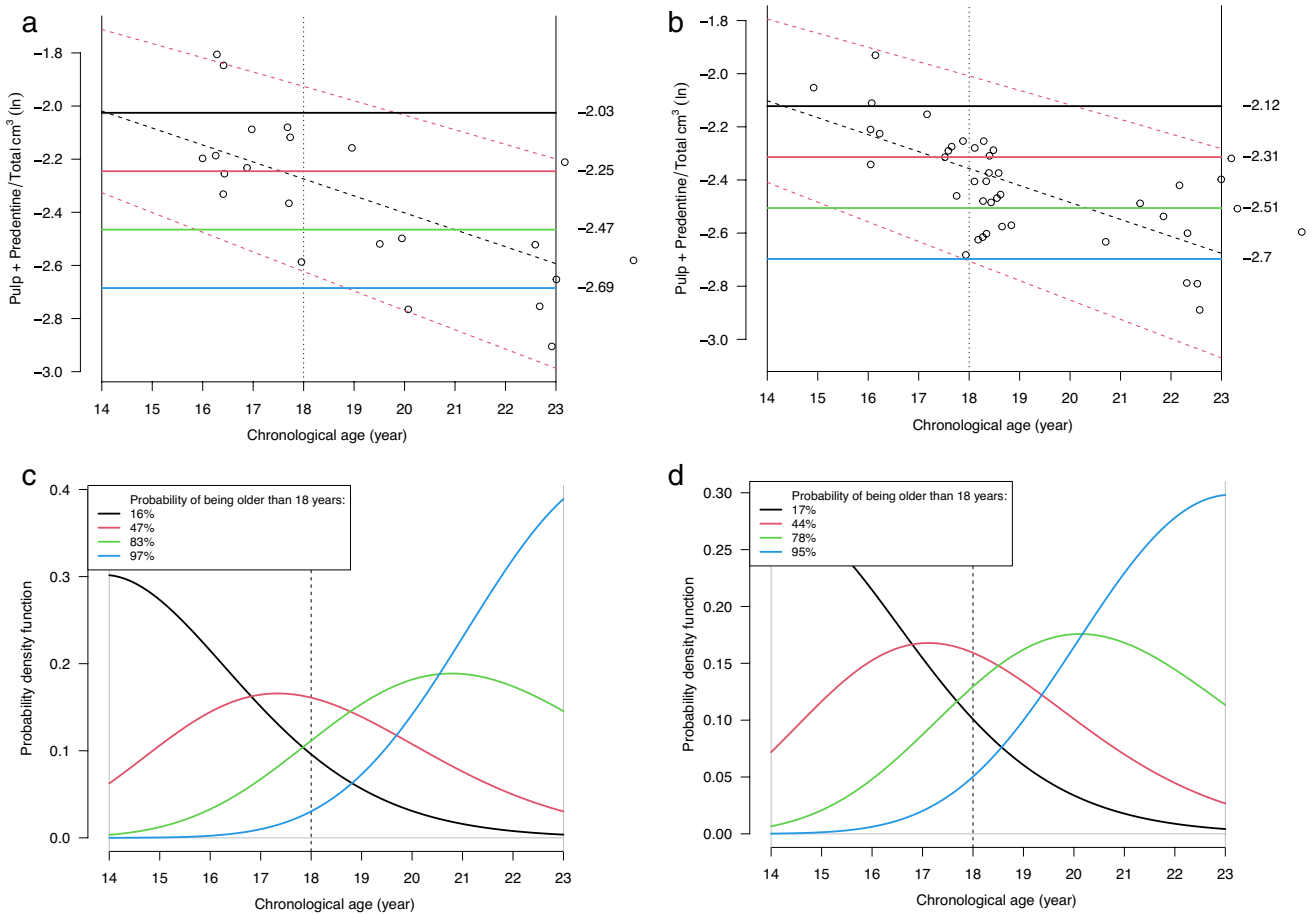 a
Pulp + Predentine/Total cm³ (ln)
−1.8
−2.0
−2.2
−2.4
−2.6
−2.8
−3.0
−2.03
−2.25
−2.47
−2.69
14 15 16 17 18 19 20 21 22 23
Chronological age (year)
b
Pulp + Predentine/Total cm³ (ln)
−1.8
−2.0
−2.2
−2.4
−2.6
−2.8
−3.0
−2.12
−2.31
−2.51
−2.7
14 15 16 17 18 19 20 21 22 23
Chronological age (year)
c
Probability density function
0.4
0.3
0.2
0.1
0.0
Probability of being older than 18 years:
16%
47%
83%
97%
14 15 16 17 18 19 20 21 22 23
Chronological age (year)
d
Probability density function
0.30
0.25
0.20
0.15
0.10
0.05
0.00
Probability of being older than 18 years:
17%
44%
78%
95%
14 15 16 17 18 19 20 21 22 23
Chronological age (year)